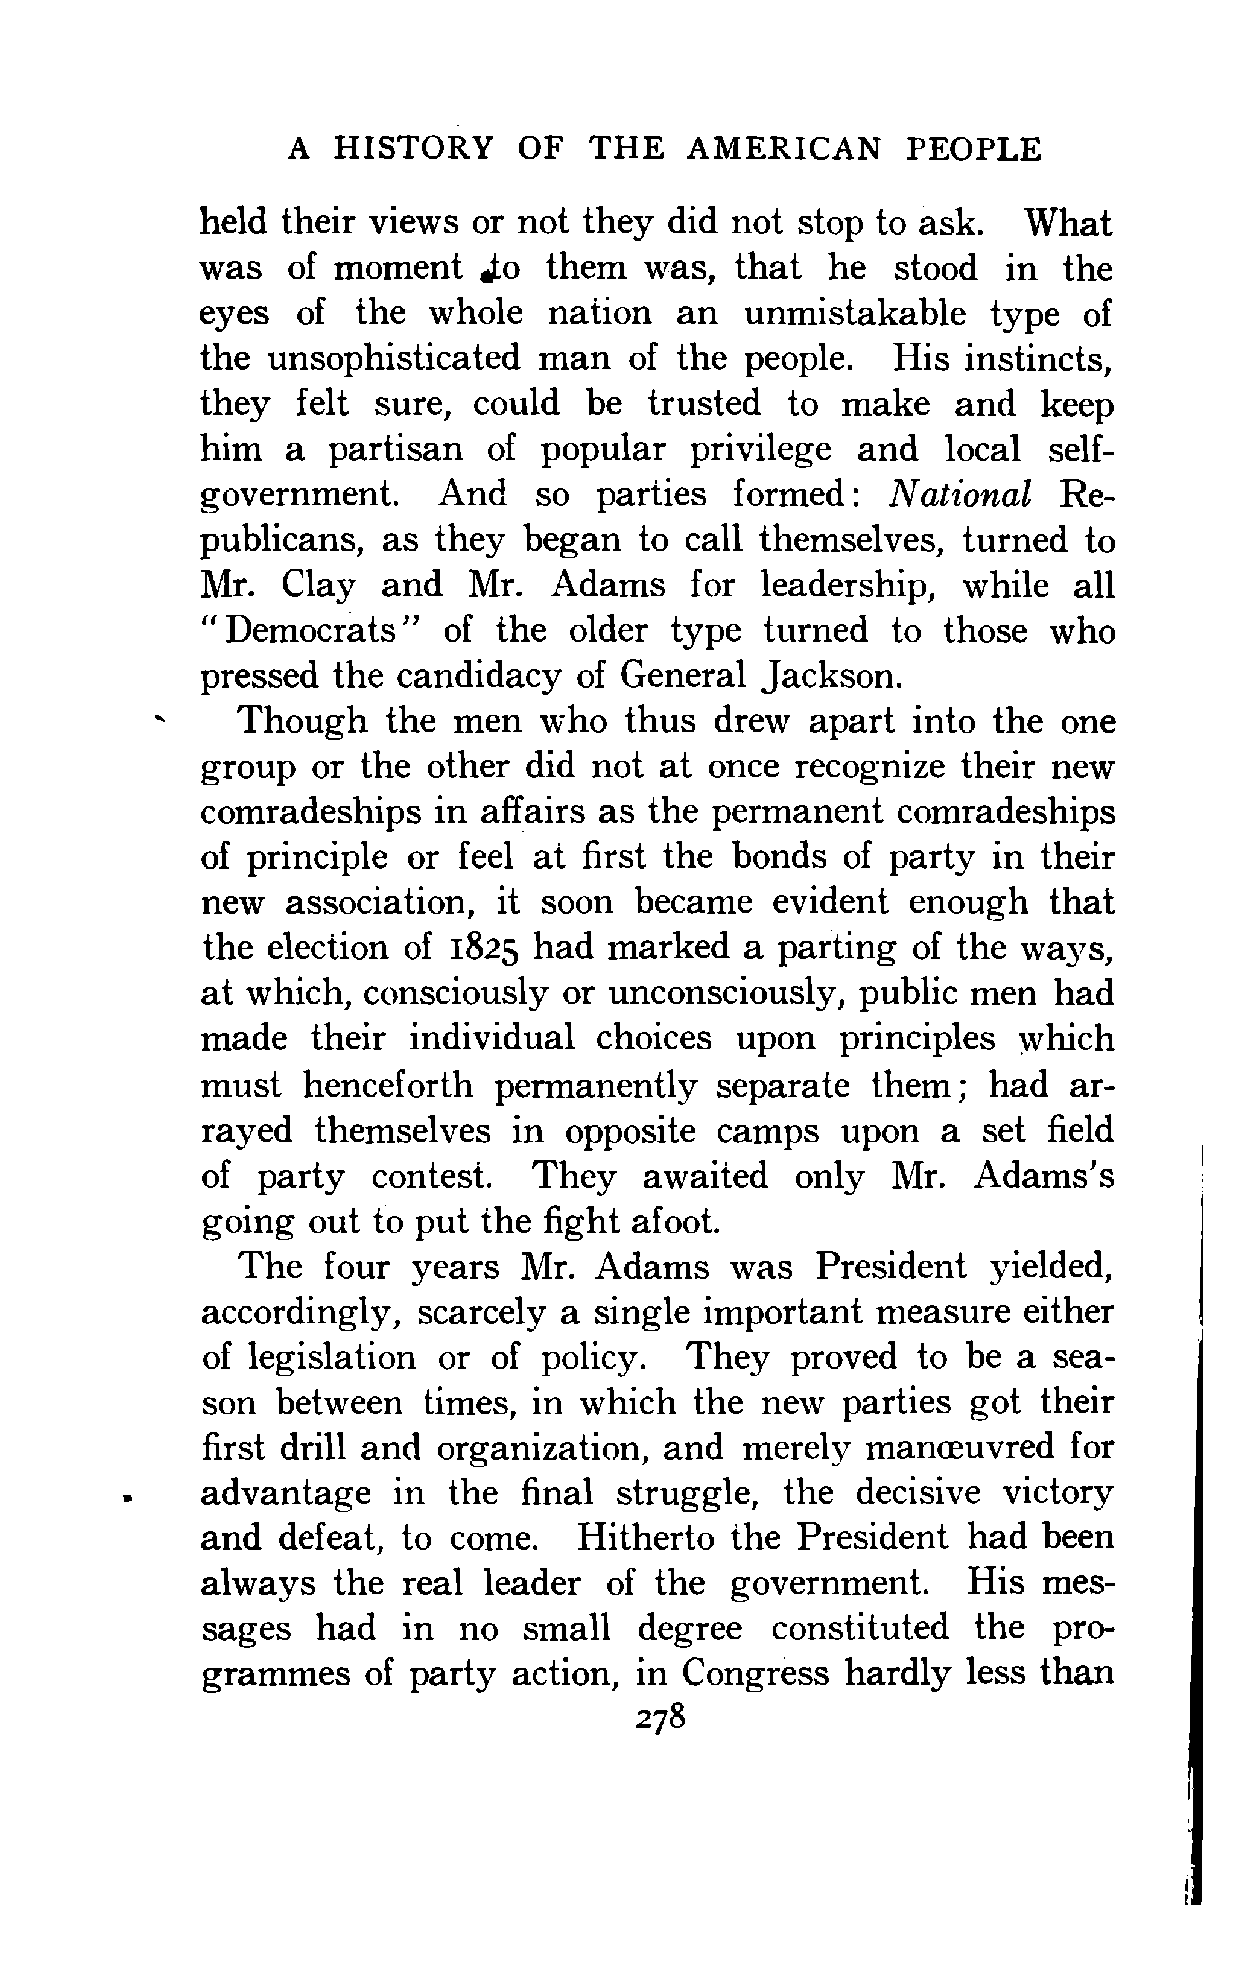 A HISTORY OF THE AMERICAN PEOPLE
held their views or not they did not stop to ask. What
was of moment to them was, that he stood in the
eyes of the whole nation an unmistakable type of
the unsophisticated man of the people. His instincts,
they felt sure, could be trusted to make and keep
him a partisan of popular privilege and local self-
government. And so parties formed: National Re-
publicans, as they began to call themselves, turned to
Mr. Clay and Mr. Adams for leadership, while all
"Democrats" of the older type turned to those who
pressed the candidacy of General Jackson.
Though the men who thus drew apart into the one
group or the other did not at once recognize their new
comradeships in affairs as the permanent comradeships
of principle or feel at first the bonds of party in their
new association, it soon became evident enough that
the election of 1825 had marked a parting of the ways,
at which, consciously or unconsciously, public men had
made their individual choices upon principles which
must henceforth permanently separate them; had ar-
rayed themselves in opposite camps upon a set field
of party contest. They awaited only Mr. Adams's
going out to put the fight afoot.
The four years Mr. Adams was President yielded,
accordingly, scarcely a single important measure either
of legislation or of policy. They proved to be a sea-
son between times, in which the new parties got their
first drill and organization, and merely manœuvred for
advantage in the final struggle, the decisive victory
and defeat, to come. Hitherto the President had been
always the real leader of the government. His mes-
sages had in no small degree constituted the pro-
grammes of party action, in Congress hardly less than
278